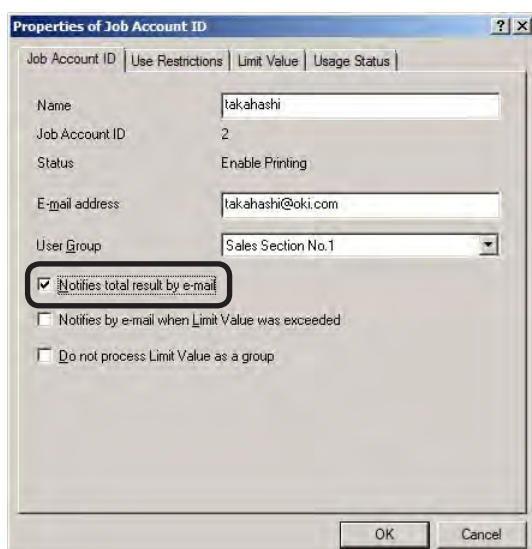 Properties of Job Account ID
Job Account ID Use Restrictions Limit Value Usage Status
Name takahashi
Job Account ID 2
Status Enable Printing
E-mail address takahashi@oki.com
User Group Sales Section No.1
Notifies total result by e-mail
Notifies by e-mail when Limit Value was exceeded
Do not process Limit Value as a group
OK Cancel